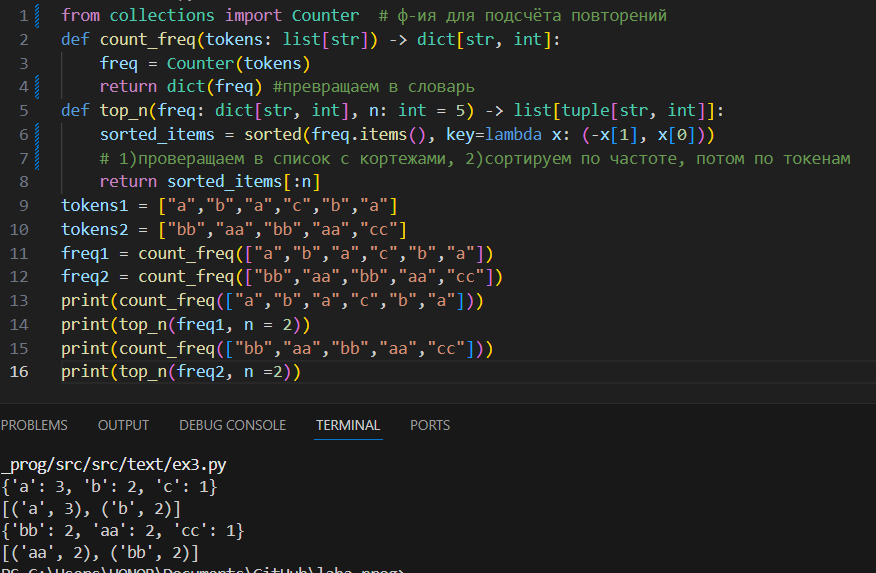 1 from collections import Counter  # ф-ия для подсчёта повторений
2 def count_freq(tokens: list[str]) -> dict[str, int]:
3     freq = Counter(tokens)
4     return dict(freq) #превращаем в словарь
5 def top_n(freq: dict[str, int], n: int = 5) -> list[tuple[str, int]]:
6     sorted_items = sorted(freq.items(), key=lambda x: (-x[1], x[0]))
7     # 1)проверащаем в список с кортежами, 2)сортируем по частоте, потом по токенам
8     return sorted_items[:n]
9 tokens1 = ["a","b","a","c","b","a"]
10 tokens2 = ["bb","aa","bb","aa","cc"]
11 freq1 = count_freq(["a","b","a","c","b","a"])
12 freq2 = count_freq(["bb","aa","bb","aa","cc"])
13 print(count_freq(["a","b","a","c","b","a"]))
14 print(top_n(freq1, n = 2))
15 print(count_freq(["bb","aa","bb","aa","cc"]))
16 print(top_n(freq2, n =2))
PROBLEMS OUTPUT DEBUG CONSOLE TERMINAL PORTS
_prog/src/src/text/ex3.py
{'a': 3, 'b': 2, 'c': 1}
[('a', 3), ('b', 2)]
{'bb': 2, 'aa': 2, 'cc': 1}
[('aa', 2), ('bb', 2)]
PS C:\Users\HONOR\Documents\GitHub\laba_prog>